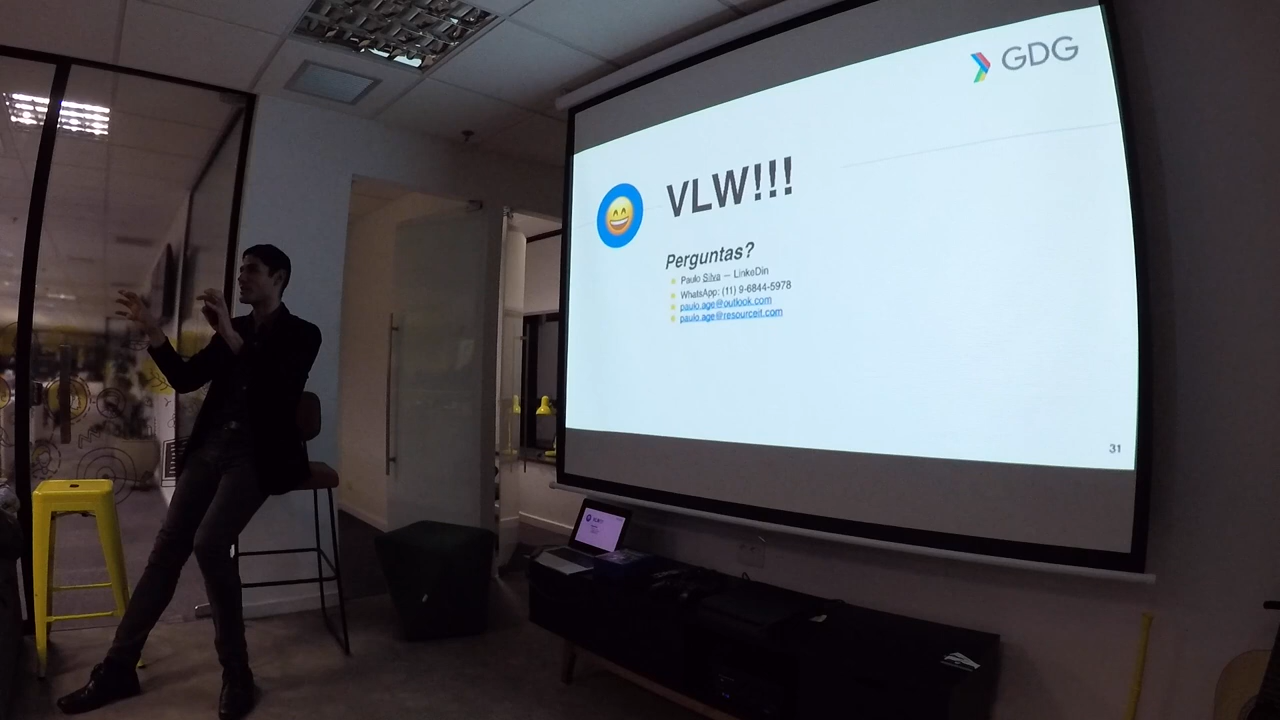 GDG
VLW!!!
Perguntas?
Paulo Silva — LinkeDin
WhatsApp: (11) 9-6844-5978
paulo.age@outlook.com
paulo.age@resourceit.com
31